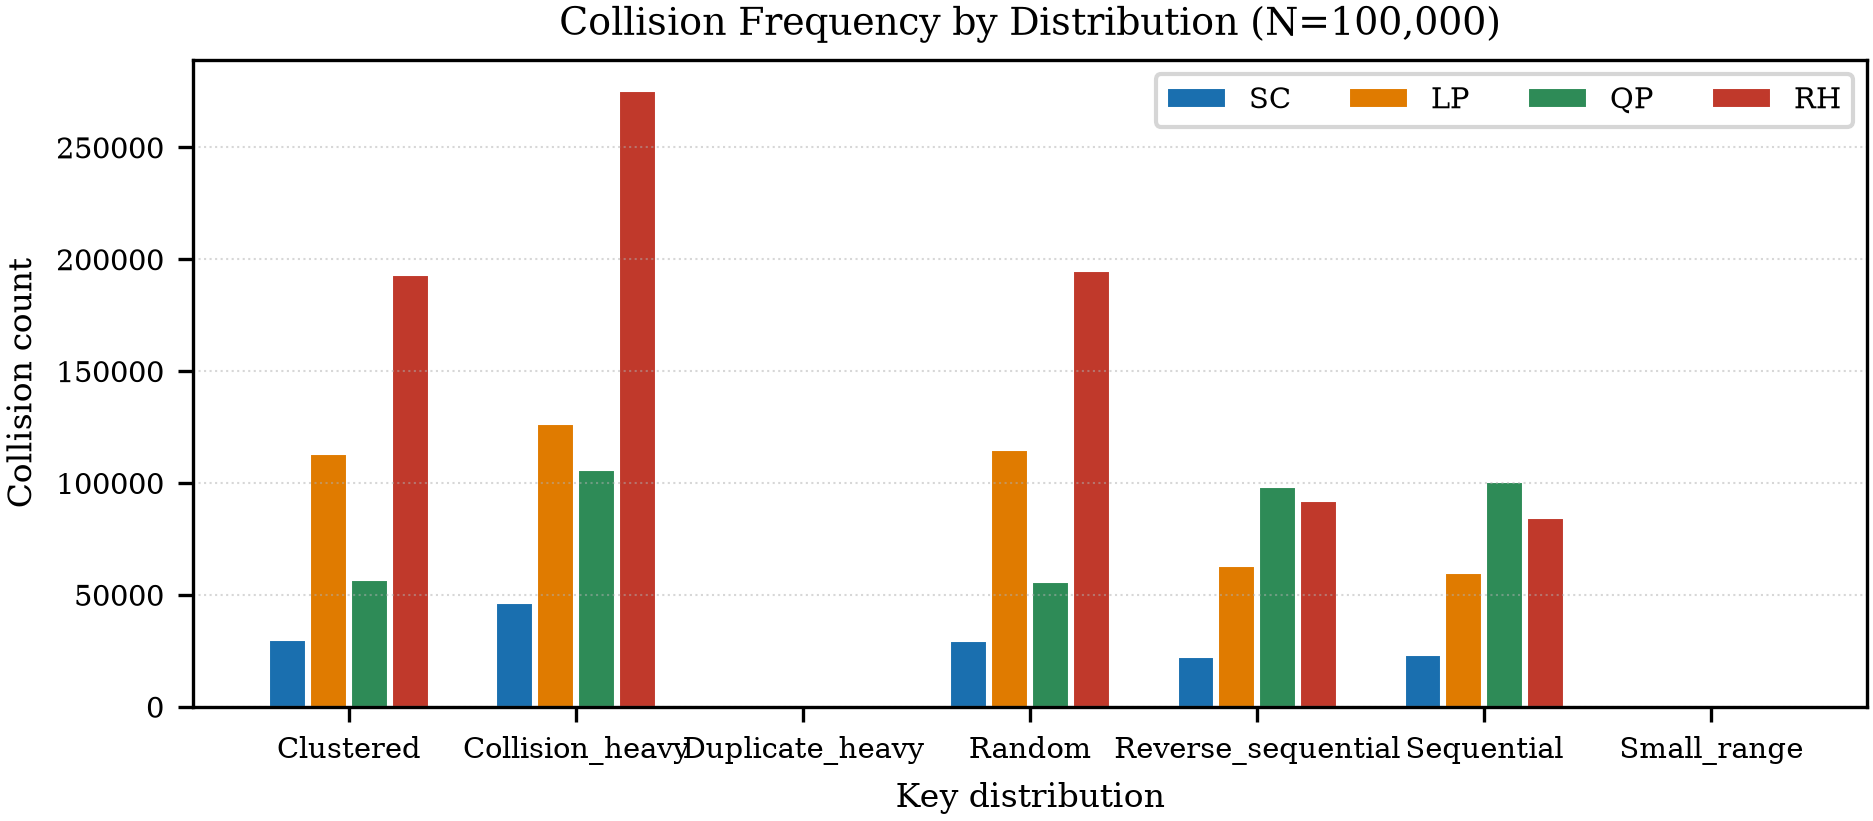 Collision Frequency by Distribution (N=100,000)
SC LP QP RH
Collision count
250000
200000
150000
100000
50000
0
Clustered Collision_heavy Duplicate_heavy Random Reverse_sequential Sequential Small_range
Key distribution